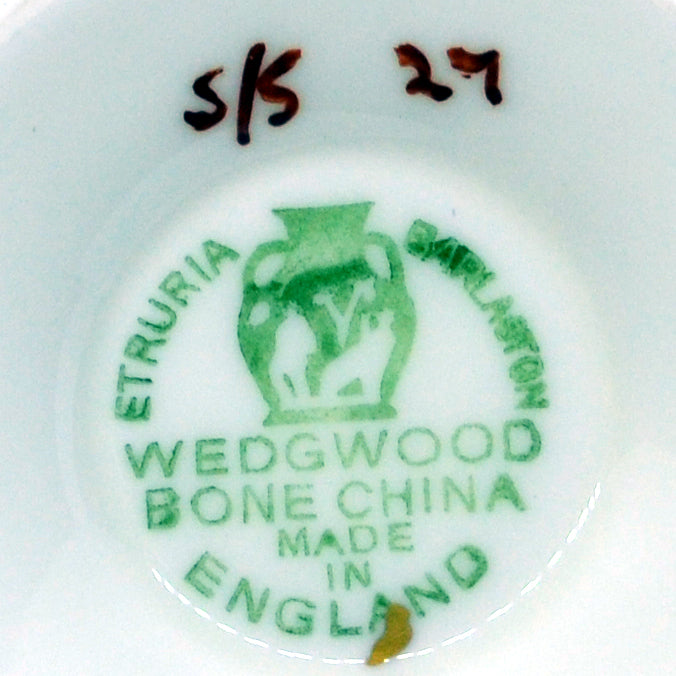 S/S 27
ETRURIA
BARLASTON
WEDGWOOD
BONE CHINA
MADE
IN
ENGLAND